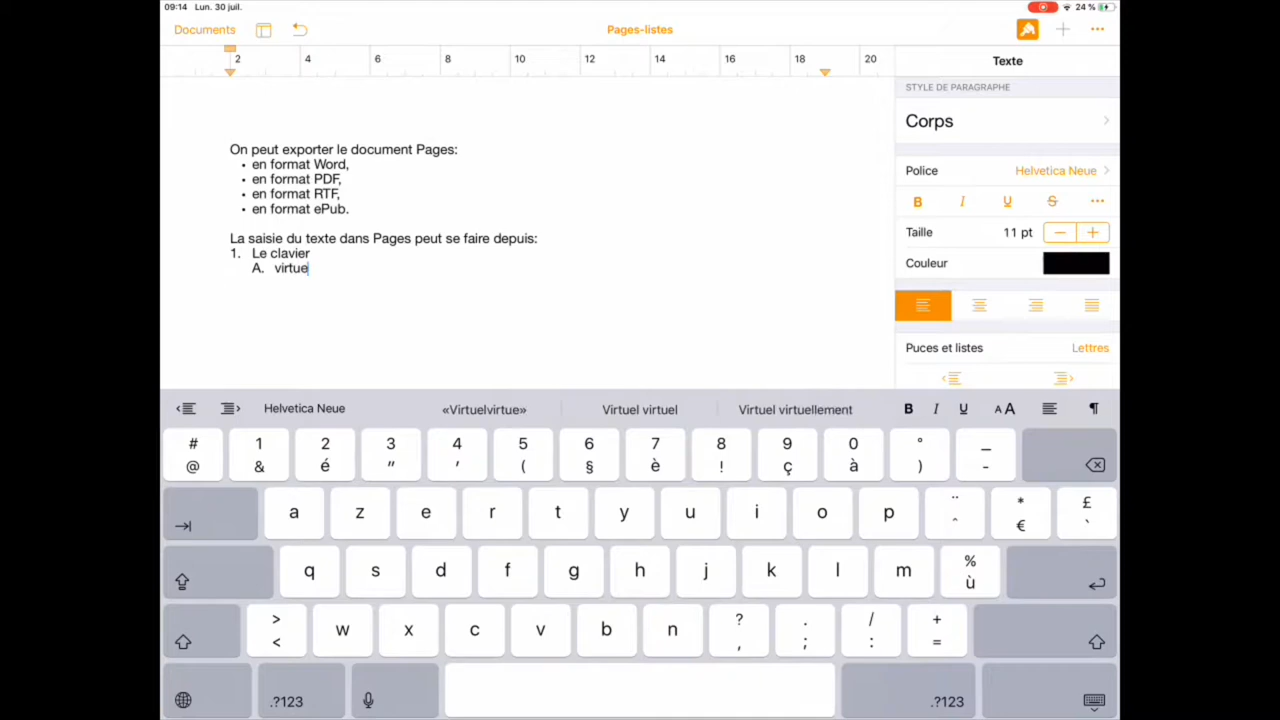 09:14 Lun. 30 juil. 24 %
Documents Pages-listes
2 4 6 8 10 12 14 16 18 20
Texte
STYLE DE PARAGRAPHE
Corps
Police Helvetica Neue
B I U S
Taille 11 pt
Couleur
Puces et listes Lettres
On peut exporter le document Pages:
• en format Word,
• en format PDF,
• en format RTF,
• en format ePub.
La saisie du texte dans Pages peut se faire depuis:
1. Le clavier
A. virtue
Helvetica Neue «Virtuelvirtue» Virtuel virtuel Virtuel virtuellement B I U AA ¶
# 1 2 3 4 5 6 7 8 9 0 ° _
@ & é " ' ( § è ! ç à ) -
a z e r t y u i o p ¨ * £
^ € `
q s d f g h j k l m %
ù
> w x c v b n ? . / +
< , ; : =
.?123 .?123